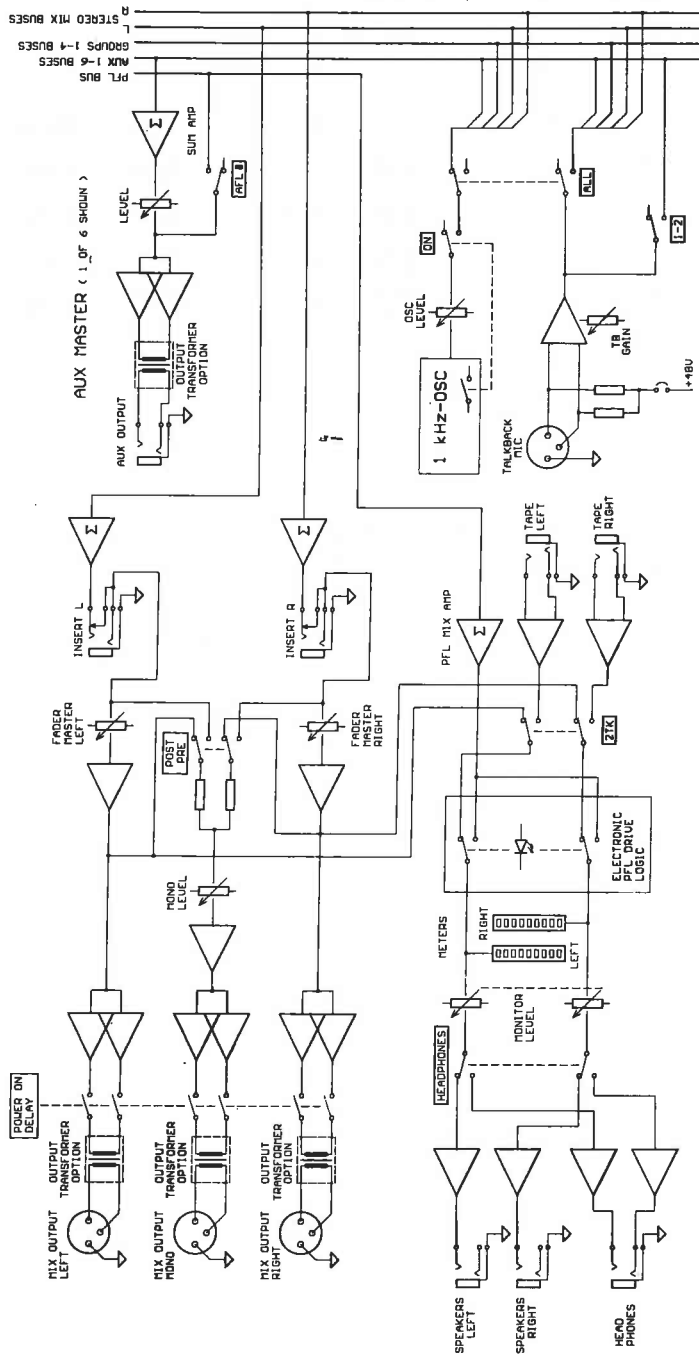 R
STEREO MIX BUSES
L
GROUPS 1-4 BUSES
AUX 1-6 BUSES
PFL BUS
Σ
SUM AMP
LEVEL
AFL
AUX MASTER ( 1 OF 6 SHOWN )
OUTPUT
TRANSFORMER
OPTION
AUX OUTPUT
Σ
INSERT L
FADER
MASTER
LEFT
POST
PRE
Σ
INSERT R
FADER
MASTER
RIGHT
MONO
LEVEL
POWER ON
DELAY
OUTPUT
TRANSFORMER
OPTION
MIX OUTPUT
LEFT
OUTPUT
TRANSFORMER
OPTION
MIX OUTPUT
MONO
OUTPUT
TRANSFORMER
OPTION
MIX OUTPUT
RIGHT
ON
OSC
LEVEL
1 kHz-OSC
ALL
1-2
TB
GAIN
+48V
TALKBACK
MIC
PFL MIX AMP
Σ
TAPE
LEFT
TAPE
RIGHT
2TK
ELECTRONIC
PFL DRIVE
LOGIC
METERS
RIGHT
LEFT
MONITOR
LEVEL
HEADPHONES
SPEAKERS
LEFT
SPEAKERS
RIGHT
HEAD
PHONES